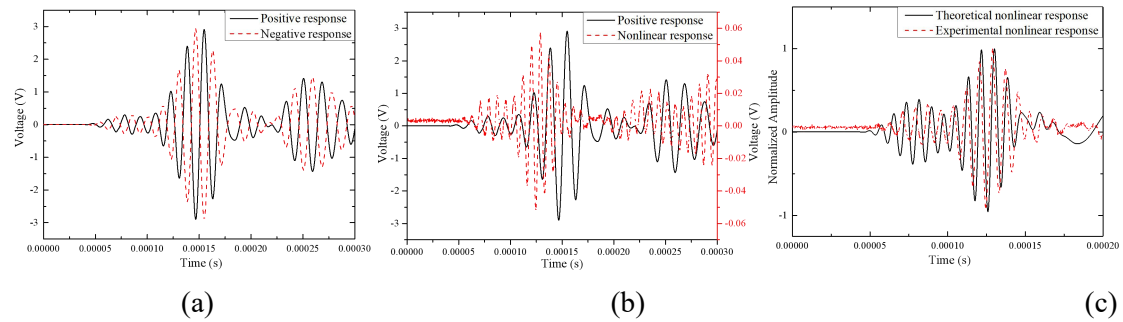 Positive response
Negative response
3
2
1
0
-1
-2
-3
Voltage (V)
0.00000 0.00005 0.00010 0.00015 0.00020 0.00025 0.00030
Time (s)
(a)
Positive response
Nonlinear response
3
2
1
0
-1
-2
-3
Voltage (V)
0.06
0.04
0.02
0.00
-0.02
-0.04
-0.06
Voltage (V)
0.00000 0.00005 0.00010 0.00015 0.00020 0.00025 0.00030
Time (s)
(b)
Theoretical nonlinear response
Experimental nonlinear response
1
0
-1
Normalized Amplitude
0.00000 0.00005 0.00010 0.00015 0.00020
Time (s)
(c)